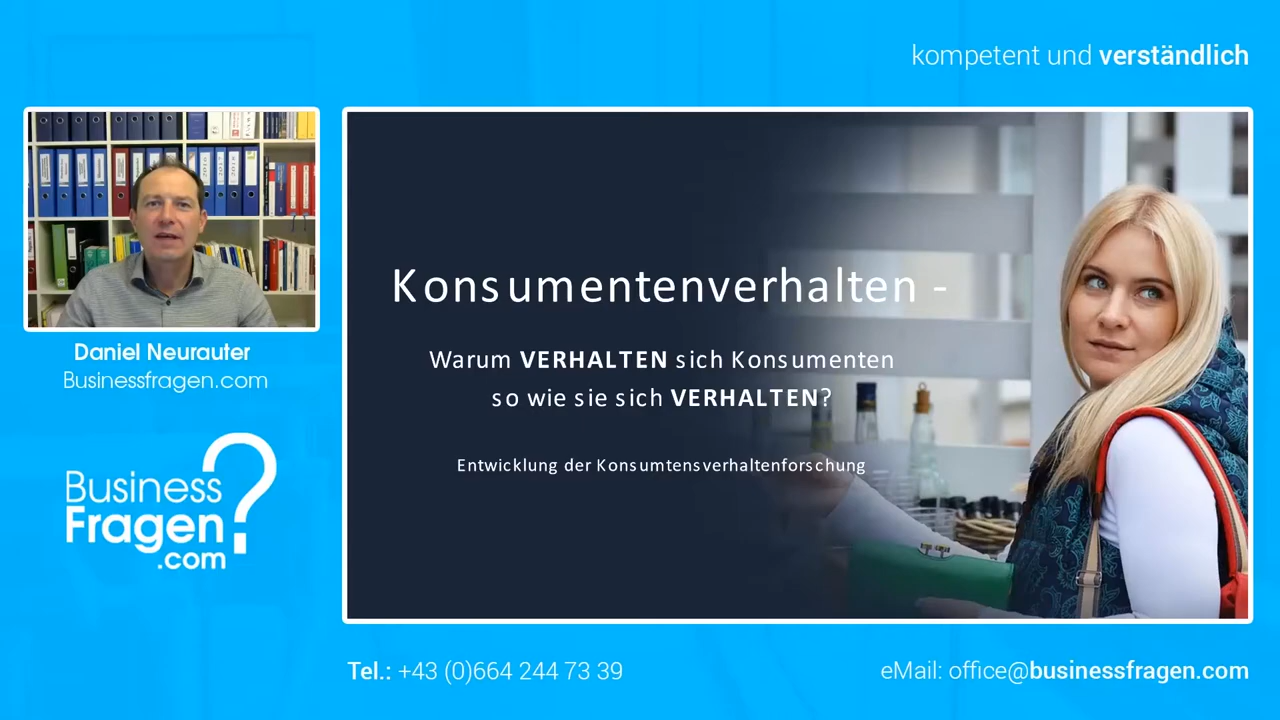 kompetent und verständlich
Daniel Neurauter
Businessfragen.com
Business
Fragen
.com
?
Konsumentenverhalten -
Warum VERHALTEN sich Konsumenten
so wie sie sich VERHALTEN?
Entwicklung der Konsumtensverhaltenforschung
Tel.: +43 (0)664 244 73 39
eMail: office@businessfragen.com